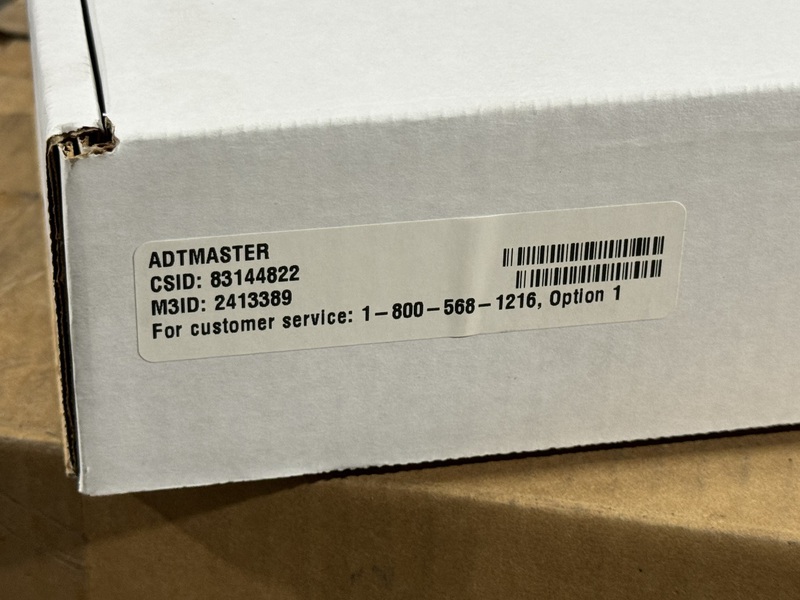 ADTMASTER
CSID: 83144822
M3ID: 2413389
For customer service: 1-800-568-1216, Option 1